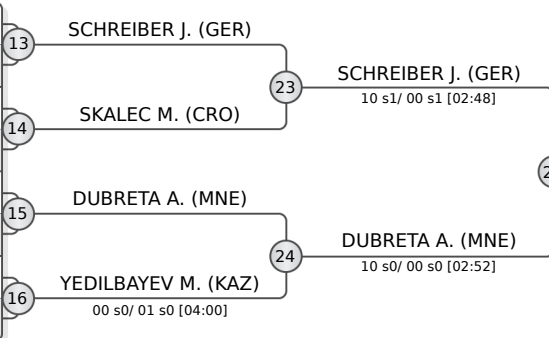 SCHREIBER J. (GER)
13
SCHREIBER J. (GER)
23
10 s1/ 00 s1 [02:48]
SKALEC M. (CRO)
14
DUBRETA A. (MNE)
15
DUBRETA A. (MNE)
24
10 s0/ 00 s0 [02:52]
YEDILBAYEV M. (KAZ)
16
00 s0/ 01 s0 [04:00]